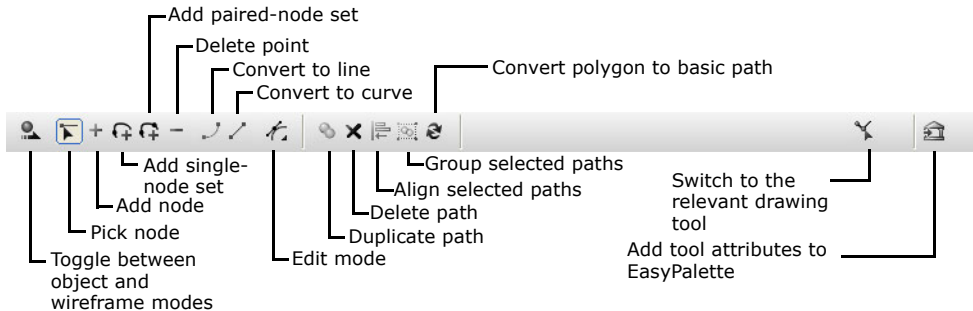 Add paired-node set
Delete point
Convert to line
Convert polygon to basic path
Convert to curve
Add single-
node set
Group selected paths
Align selected paths
Switch to the
relevant drawing
tool
Add node
Delete path
Pick node
Duplicate path
Edit mode
Add tool attributes to
EasyPalette
Toggle between
object and
wireframe modes